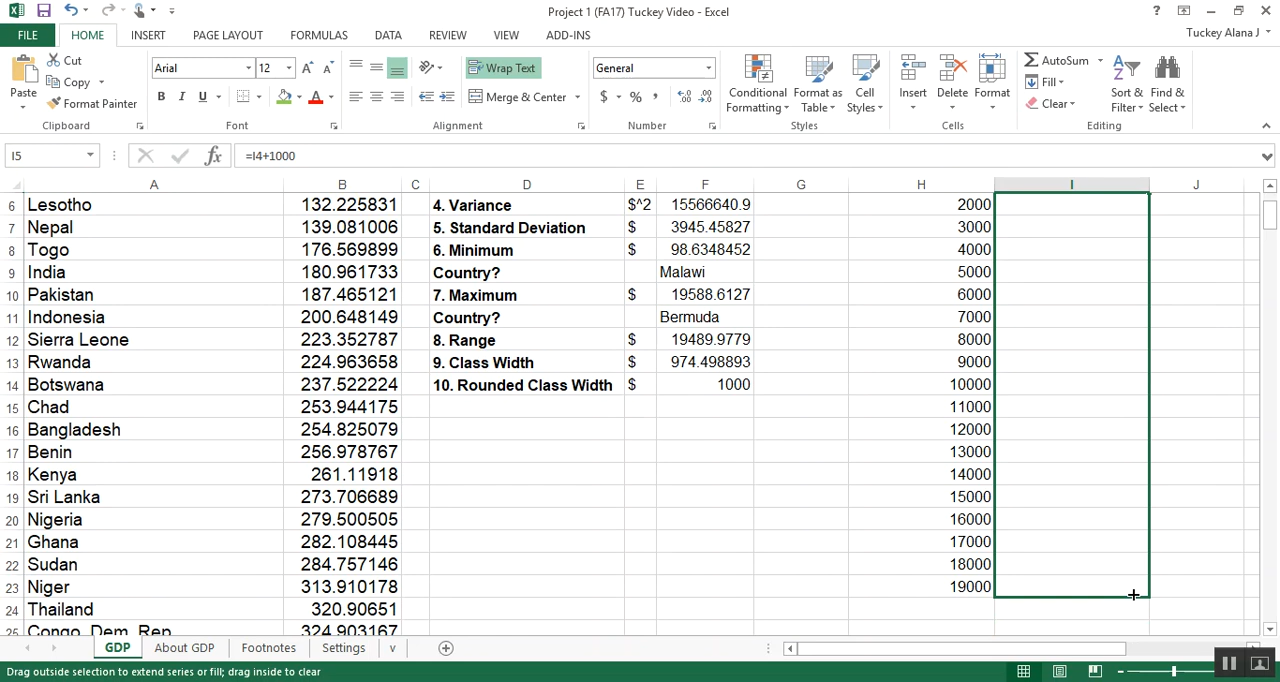 Project 1 (FA17) Tuckey Video - Excel
?
FILE HOME INSERT PAGE LAYOUT FORMULAS DATA REVIEW VIEW ADD-INS Tuckey Alana J
Paste
Cut
Copy
Format Painter
Clipboard
Arial 12
B I U
Font
Wrap Text
Merge & Center
Alignment
General
$ % ,
Number
Conditional Formatting
Format as Table
Cell Styles
Styles
Insert
Delete
Format
Cells
AutoSum
Fill
Clear
Sort & Filter
Find & Select
Editing
I5 fx =I4+1000
A B C D E F G H I J
6 Lesotho 132.225831 4. Variance $^2 15566640.9 2000
7 Nepal 139.081006 5. Standard Deviation $ 3945.45827 3000
8 Togo 176.569899 6. Minimum $ 98.6348452 4000
9 India 180.961733 Country? Malawi 5000
10 Pakistan 187.465121 7. Maximum $ 19588.6127 6000
11 Indonesia 200.648149 Country? Bermuda 7000
12 Sierra Leone 223.352787 8. Range $ 19489.9779 8000
13 Rwanda 224.963658 9. Class Width $ 974.498893 9000
14 Botswana 237.522224 10. Rounded Class Width $ 1000 10000
15 Chad 253.944175 11000
16 Bangladesh 254.825079 12000
17 Benin 256.978767 13000
18 Kenya 261.11918 14000
19 Sri Lanka 273.706689 15000
20 Nigeria 279.500505 16000
21 Ghana 282.108445 17000
22 Sudan 284.757146 18000
23 Niger 313.910178 19000
24 Thailand 320.90651
25 Congo, Dem. Rep. 324.903167
GDP About GDP Footnotes Settings v
Drag outside selection to extend series or fill; drag inside to clear